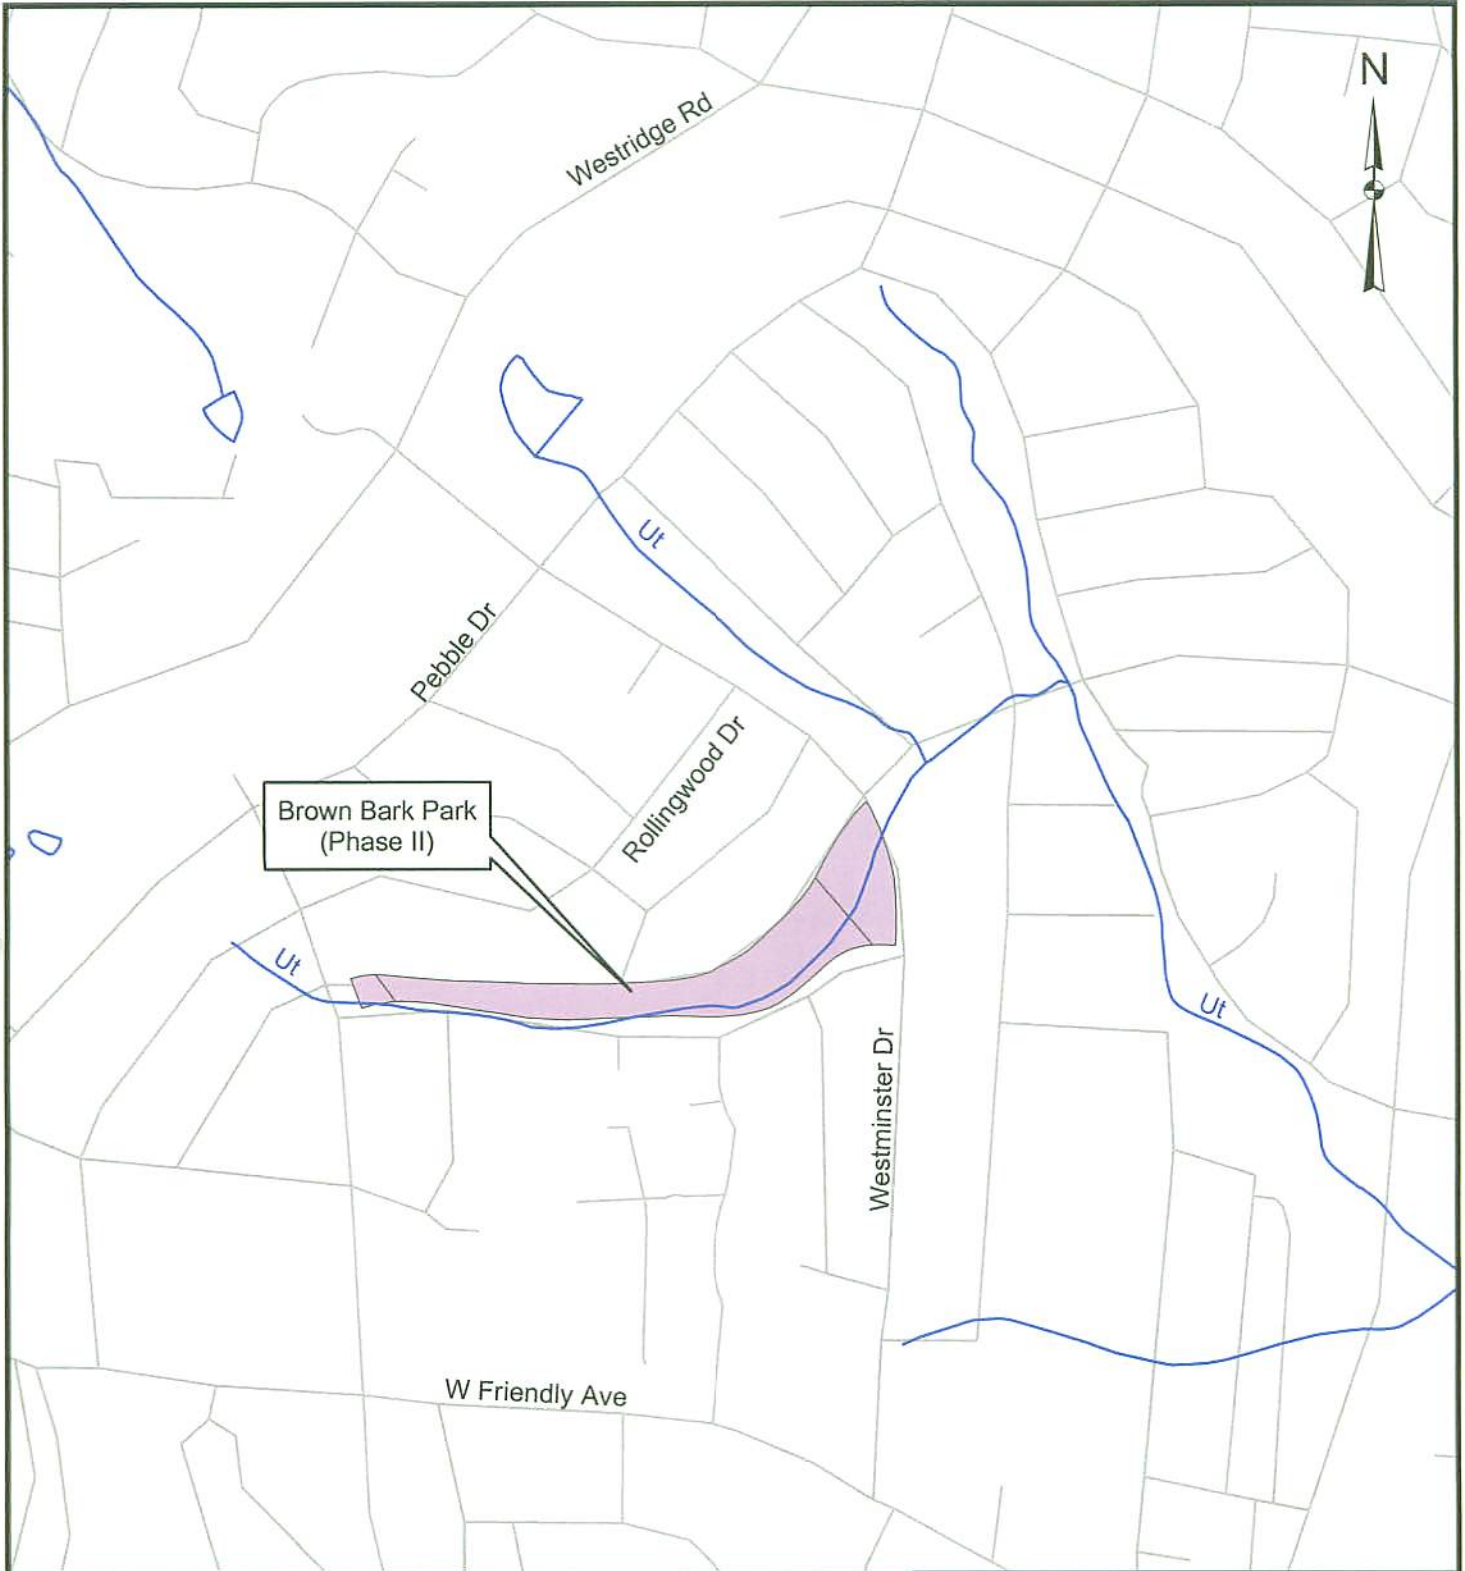 N
Westridge Rd
Ut
Pebble Dr
Rollingwood Dr
Brown Bark Park
(Phase II)
Ut
Ut
Westminster Dr
W Friendly Ave